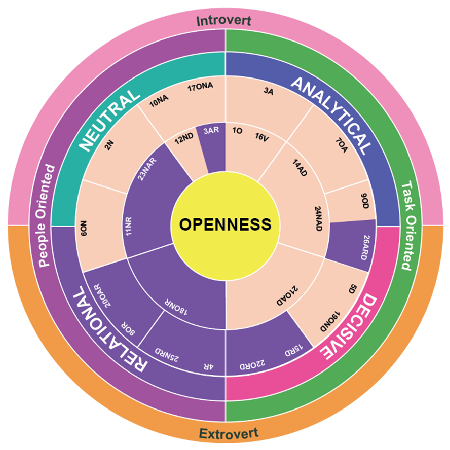 Introvert
17ONA
3A
10NA
ANALYTICAL
NEUTRAL
12ND
3AR
1O
16V
7OA
2N
23NAR
14AD
People Oriented
Task Oriented
9OD
6ON
11NR
OPENNESS
24NAD
26ARD
20OAR
18ONR
21OAD
5D
8OR
19OND
DECISIVE
RELATIONAL
25NRD
4R
22ORD
15RD
Extrovert